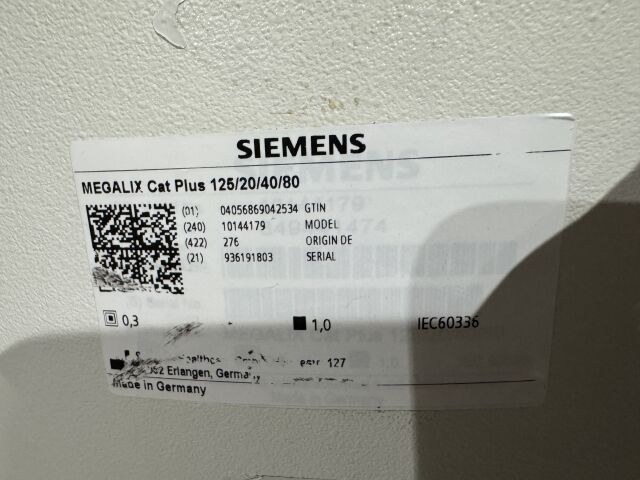 SIEMENS
MEGALIX Cat Plus 125/20/40/80
(01) 04056869042534 GTIN
(240) 10144179 MODEL
(422) 276 ORIGIN DE
(21) 936191803 SERIAL
0,3 1,0 IEC60336
127
Erlangen, Germany
Made in Germany